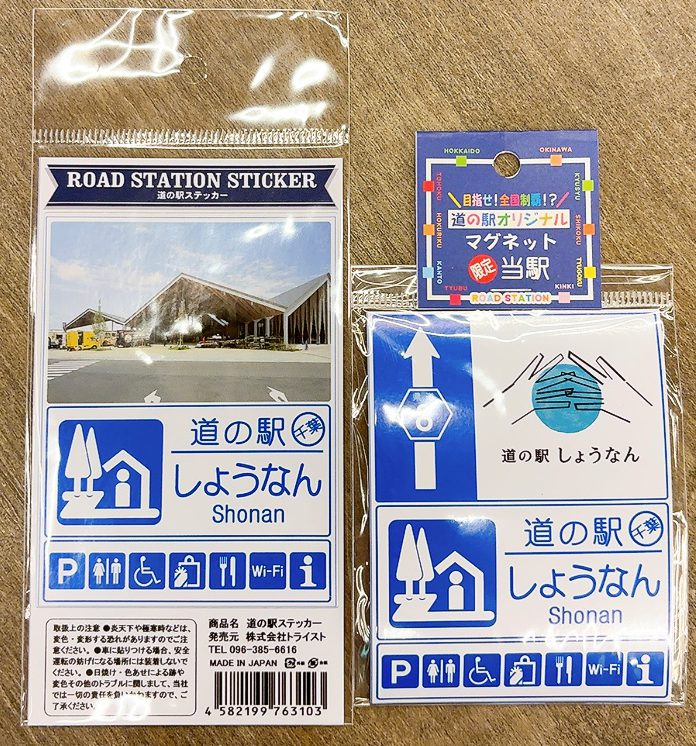 ROAD STATION STICKER
道の駅ステッカー
道の駅 千葉
しょうなん
Shonan
P Wi-Fi i
取扱上の注意 ●炎天下や極寒時などは、
変色・変形する恐れがありますのでご注
意ください。●車に貼りつける場合、安全
運転の妨げになる場所には装着しないで
ください。●日焼け・色あせによる跡や
変色その他のトラブルに関しまして、当社
では一切の責任を負いかねますので、ご
了承ください。
商品名 道の駅ステッカー
発売元 株式会社トライスト
TEL 096-385-6616
MADE IN JAPAN
4 582199 763103
HOKKAIDO
OKINAWA
TOHOKU
HOKURIKU
KANTO
TYUBU
KYUSYU
SHIKOKU
TYUGOKU
KINKI
\目指せ!全国制覇!?/
道の駅オリジナル
マグネット
限定 当駅
ROAD STATION
6
道の駅 しょうなん
道の駅 千葉
しょうなん
Shonan
P Wi-Fi i